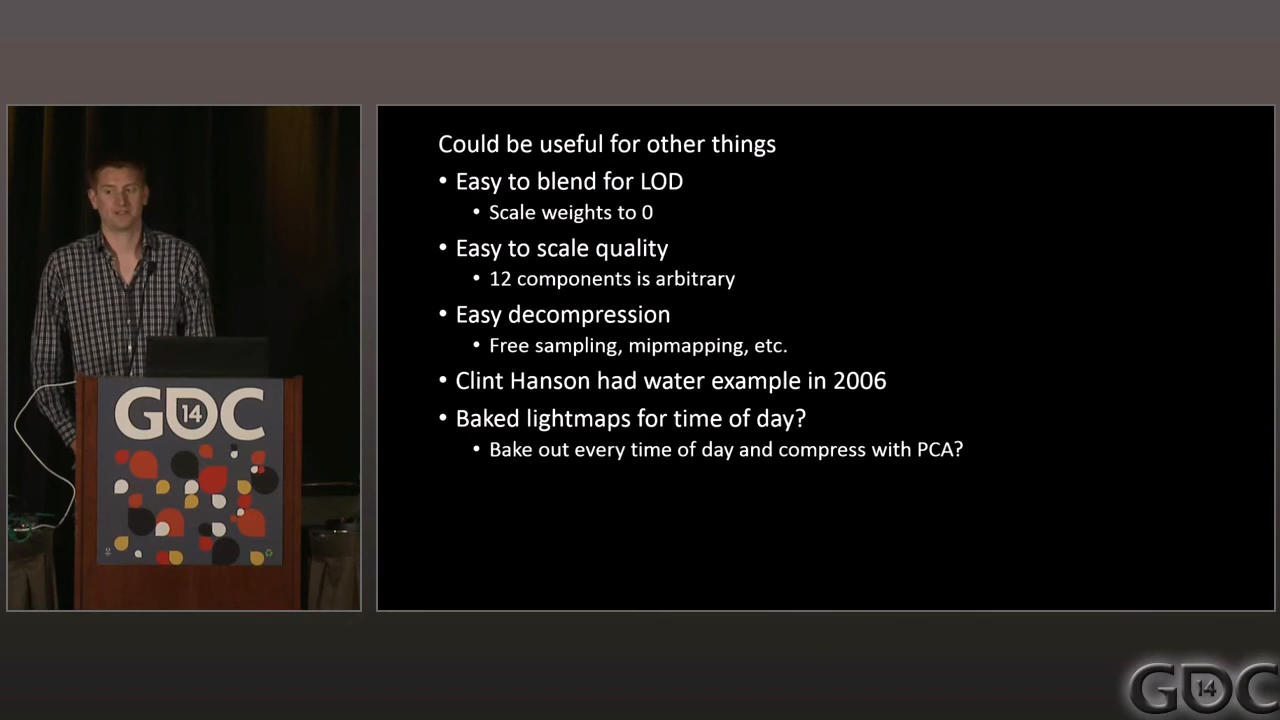 Could be useful for other things
• Easy to blend for LOD
• Scale weights to 0
• Easy to scale quality
• 12 components is arbitrary
• Easy decompression
• Free sampling, mipmapping, etc.
• Clint Hanson had water example in 2006
• Baked lightmaps for time of day?
• Bake out every time of day and compress with PCA?
GDC
14
GDC
14